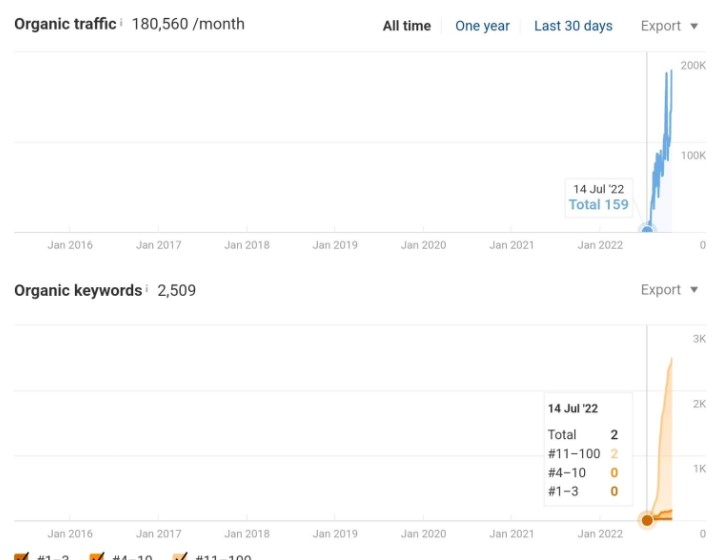 Organic traffic i 180,560 /month All time One year Last 30 days Export
200K
100K
14 Jul '22
Total 159
Jan 2016 Jan 2017 Jan 2018 Jan 2019 Jan 2020 Jan 2021 Jan 2022 0
Organic keywords i 2,509 Export
3K
2K
14 Jul '22
Total 2
#11–100 2
1K
#4–10 0
#1–3 0
Jan 2016 Jan 2017 Jan 2018 Jan 2019 Jan 2020 Jan 2021 Jan 2022 0
#1–3 #4–10 #11–100